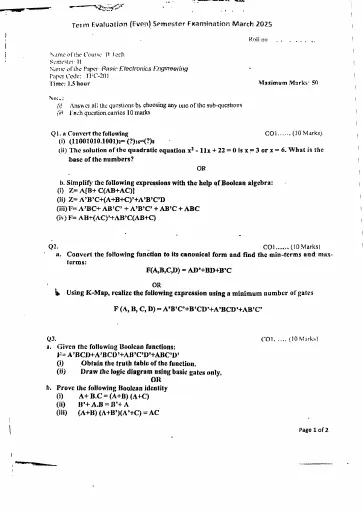 Term Evaluation (Even) Semester Examination March 2025
Roll no
Name of the Course: B Tech
Semester: II
Name of the Paper: Basic Electronics Engineering
Paper Code: TEC-201
Time: 1.5 hour Maximum Marks: 50
Note:
(i) Answer all the questions by choosing any one of the sub-questions
(ii) Each question carries 10 marks
Q1. a Convert the following CO1...... (10 Marks)
(i) (11001010.1001)₂= (?)₁₀=(?)₈
(ii) The solution of the quadratic equation x² - 11x + 22 = 0 is x = 3 or x = 6. What is the
base of the numbers?
OR
b. Simplify the following expressions with the help of Boolean algebra:
(i) Z= A[B+ C(AB+AC)]
(ii) Z= A'B'C+(A+B+C')+A'B'C'D
(iii) F= A'BC+ AB'C' + A'B'C' + AB'C + ABC
(iv) F= AB+(AC)'+AB'C(AB+C)
Q2. CO1...... (10 Marks)
a. Convert the following function to its canonical form and find the min-terms and max-
terms:
F(A,B,C,D) = AD'+BD+B'C
OR
b. Using K-Map, realize the following expression using a minimum number of gates
F (A, B, C, D) = A'B'C'+B'CD'+A'BCD'+AB'C'
Q3. CO1. .... (10 Marks)
a. Given the following Boolean functions:
F= A'BCD+A'BCD'+AB'C'D'+ABC'D'
(i) Obtain the truth table of the function.
(ii) Draw the logic diagram using basic gates only.
OR
b. Prove the following Boolean identity
(i) A+ B.C = (A+B) (A+C)
(ii) B'+ A.B = B'+ A
(iii) (A+B) (A+B')(A'+C) = AC
Page 1 of 2